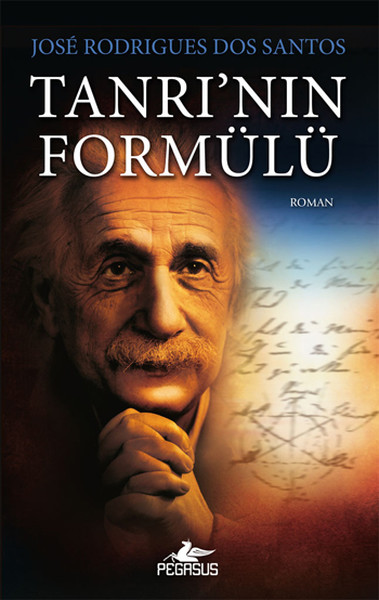 JOSÉ RODRIGUES DOS SANTOS
TANRI’NIN
FORMÜLÜ
ROMAN
PEGASUS